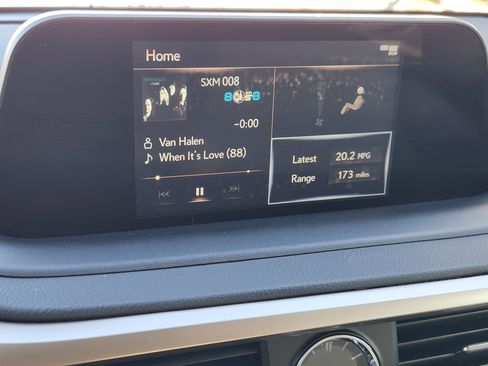 Home
SXM 008
-0:00
Van Halen
When It's Love (88)
Latest 20.2 MPG
Range 173 miles